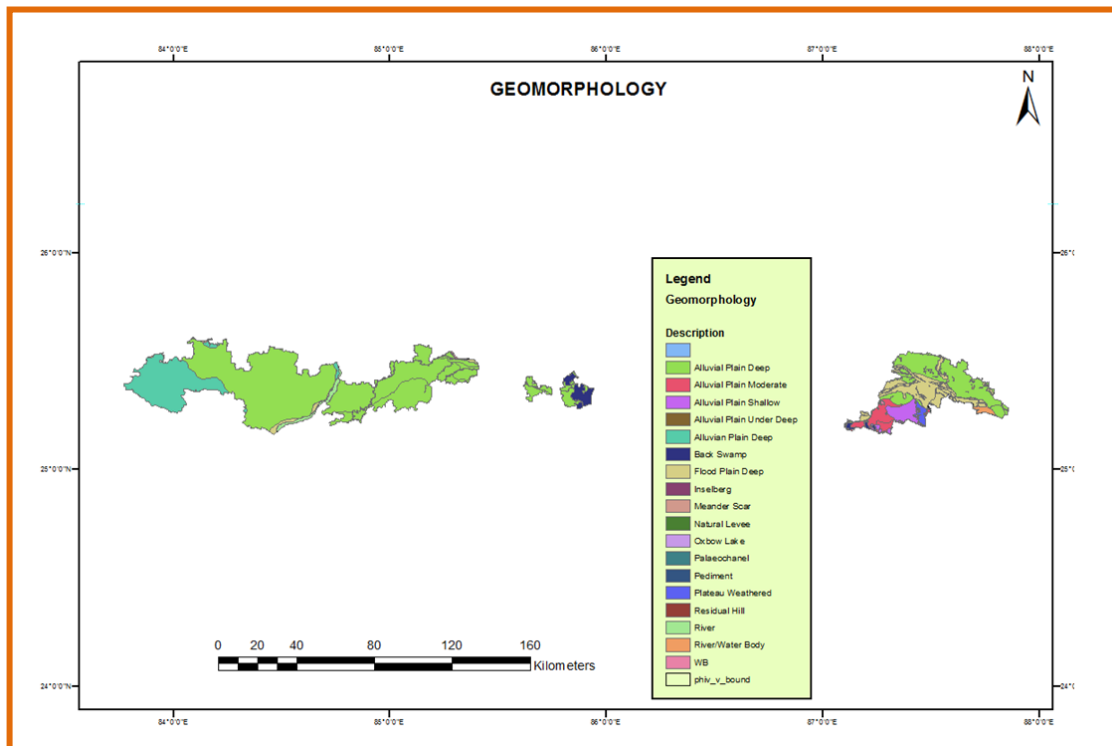 84°0'0"E 85°0'0"E 86°0'0"E 87°0'0"E 88°0'0"E
GEOMORPHOLOGY
N
26°0'0"N
25°0'0"N
24°0'0"N
Legend
Geomorphology
Description
Alluvial Plain Deep
Alluvial Plain Moderate
Alluvial Plain Shallow
Alluvial Plain Under Deep
Alluvian Plain Deep
Back Swamp
Flood Plain Deep
Inselberg
Meander Scar
Natural Levee
Oxbow Lake
Palaeochanel
Pediment
Plateau Weathered
Residual Hill
River
River/Water Body
WB
phiv_v_bound
0 20 40 80 120 160
Kilometers
84°0'0"E 85°0'0"E 86°0'0"E 87°0'0"E 88°0'0"E